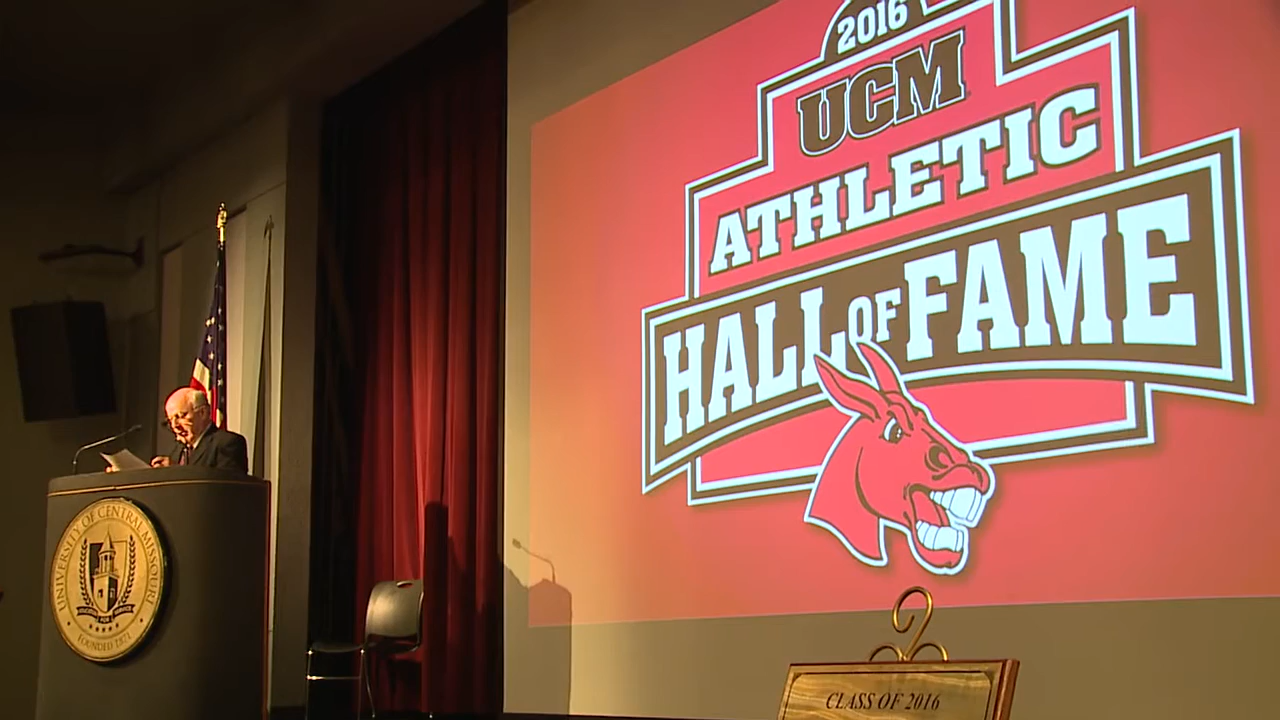 2016
UCM
ATHLETIC
HALL OF FAME
UNIVERSITY OF CENTRAL MISSOURI
FOUNDED 1871
CLASS OF 2016